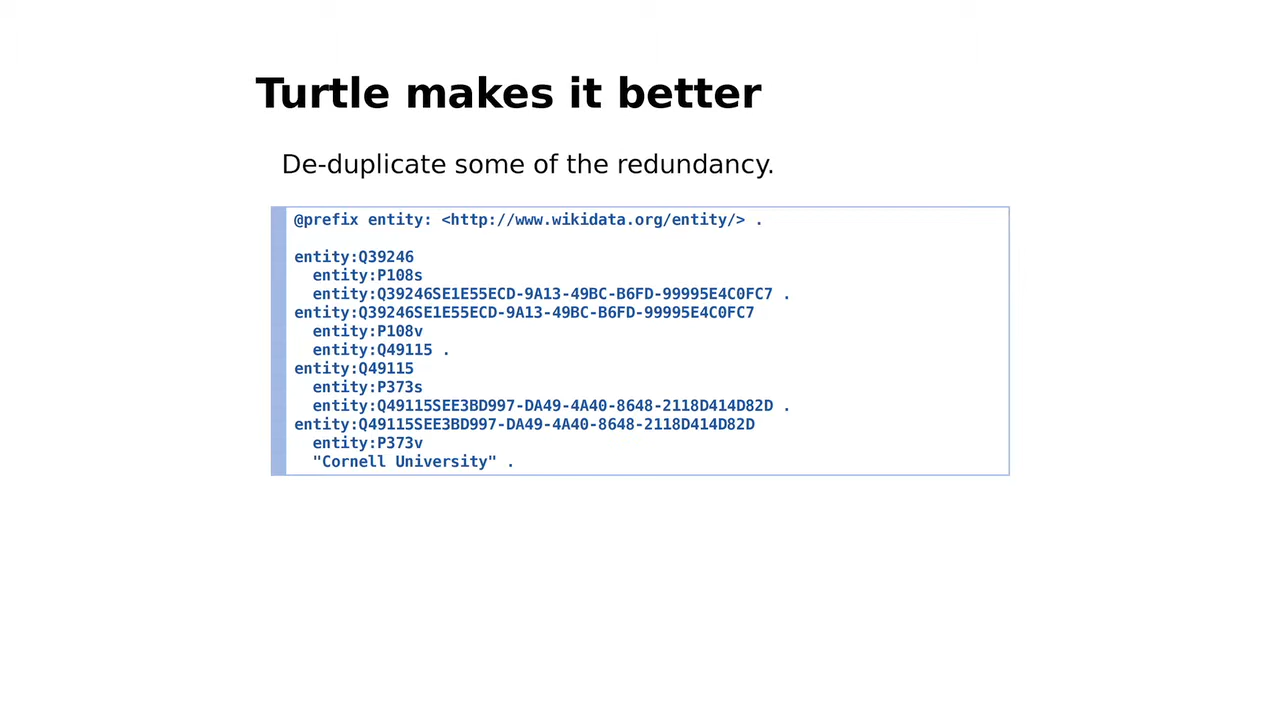 Turtle makes it better
De-duplicate some of the redundancy.
@prefix entity: <http://www.wikidata.org/entity/> .
entity:Q39246
entity:P108s
entity:Q39246SE1E55ECD-9A13-49BC-B6FD-99995E4C0FC7 .
entity:Q39246SE1E55ECD-9A13-49BC-B6FD-99995E4C0FC7
entity:P108v
entity:Q49115 .
entity:Q49115
entity:P373s
entity:Q49115SEE3BD997-DA49-4A40-8648-2118D414D82D .
entity:Q49115SEE3BD997-DA49-4A40-8648-2118D414D82D
entity:P373v
"Cornell University" .